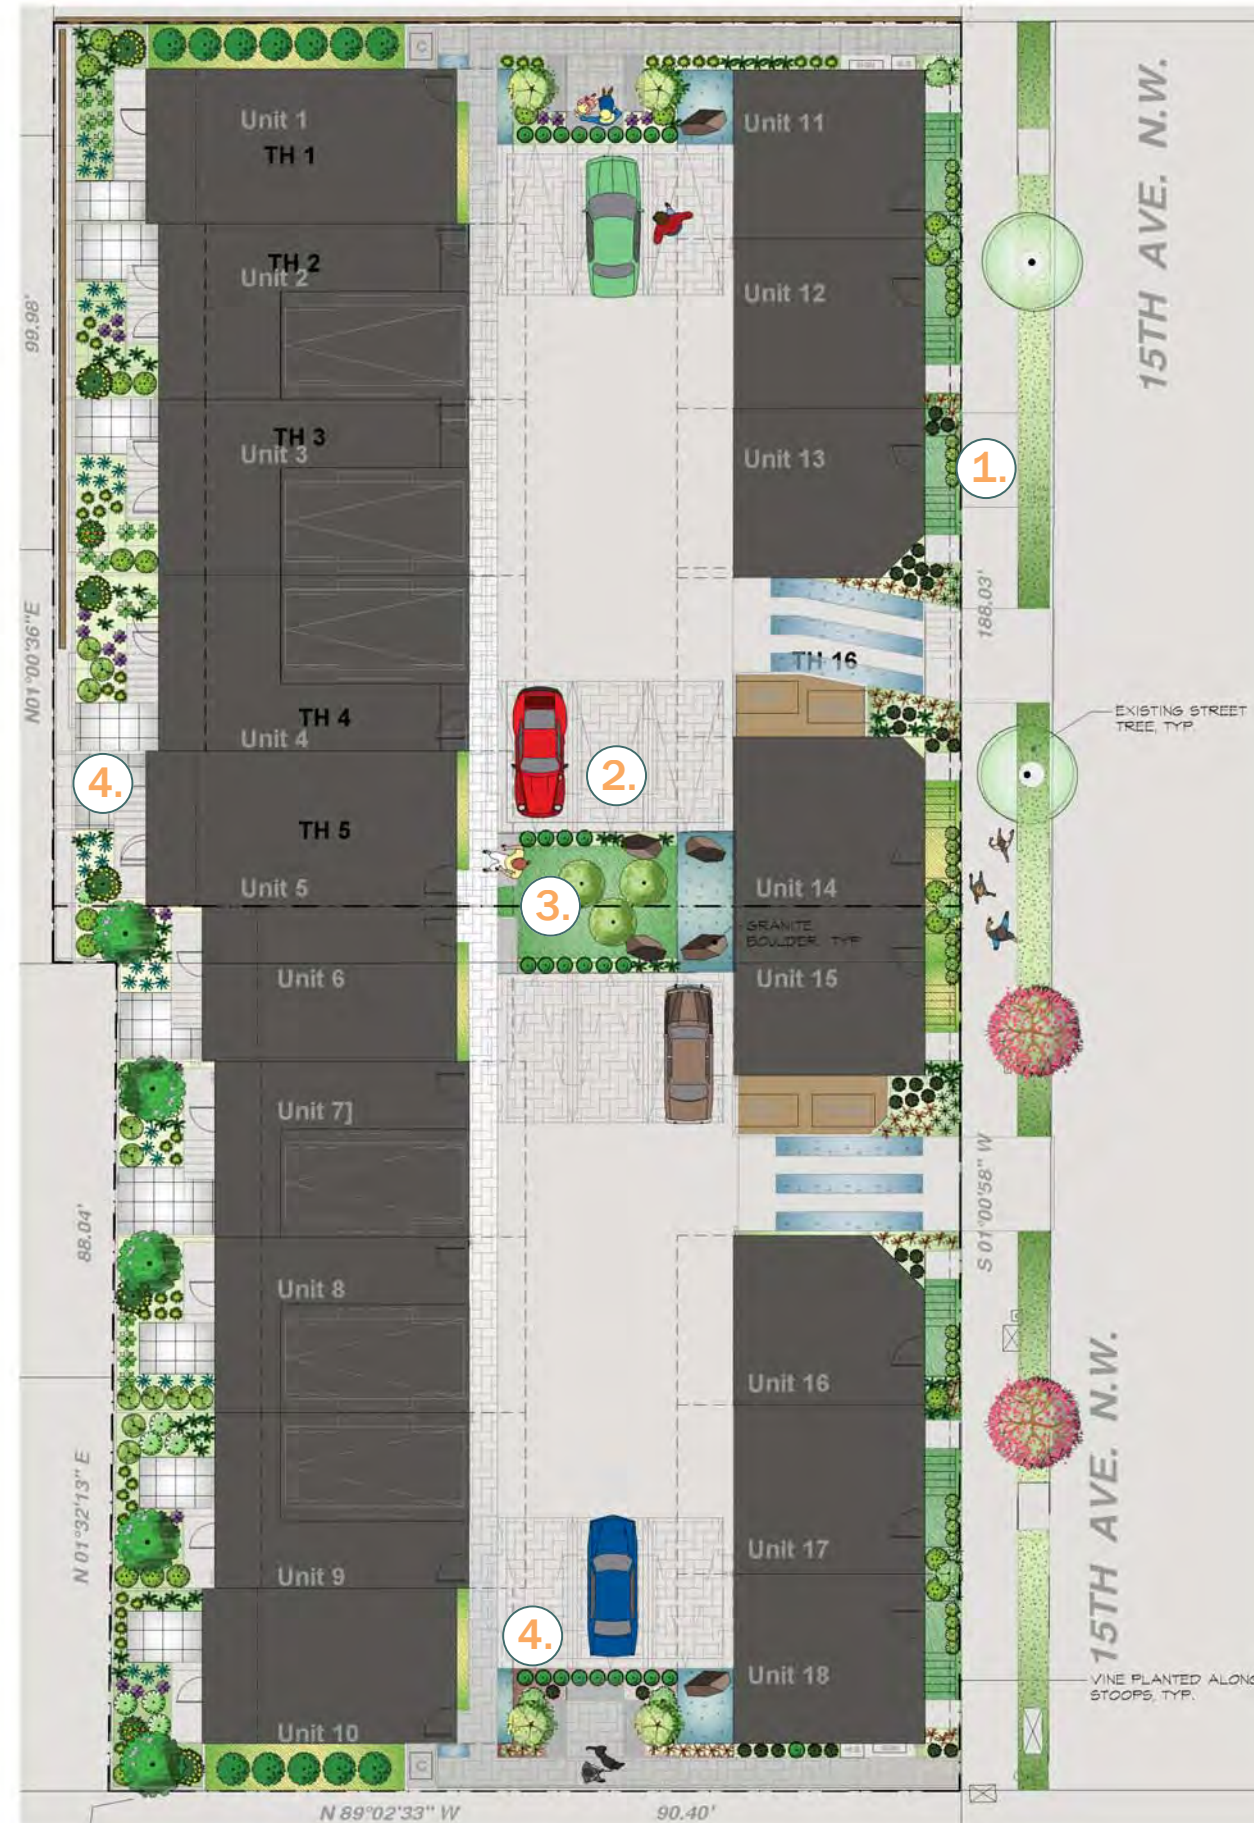 C
Unit 1
TH 1
Unit 11
15TH AVE. N.W.
TH 2
Unit 2
Unit 12
99.98'
TH 3
Unit 3
Unit 13
1.
188.03'
N01°00'36"E
TH 16
TH 4
Unit 4
EXISTING STREET
TREE, TYP.
4.
2.
TH 5
Unit 5
Unit 14
3.
GRANITE
BOULDER, TYP
Unit 6
Unit 15
Unit 7]
S 01°00'58" W
88.04'
Unit 8
Unit 16
15TH AVE. N.W.
N 01°32'13" E
Unit 9
Unit 17
4.
Unit 18
VINE PLANTED ALONG
STOOPS, TYP.
Unit 10
C
N 89°02'33" W
90.40'